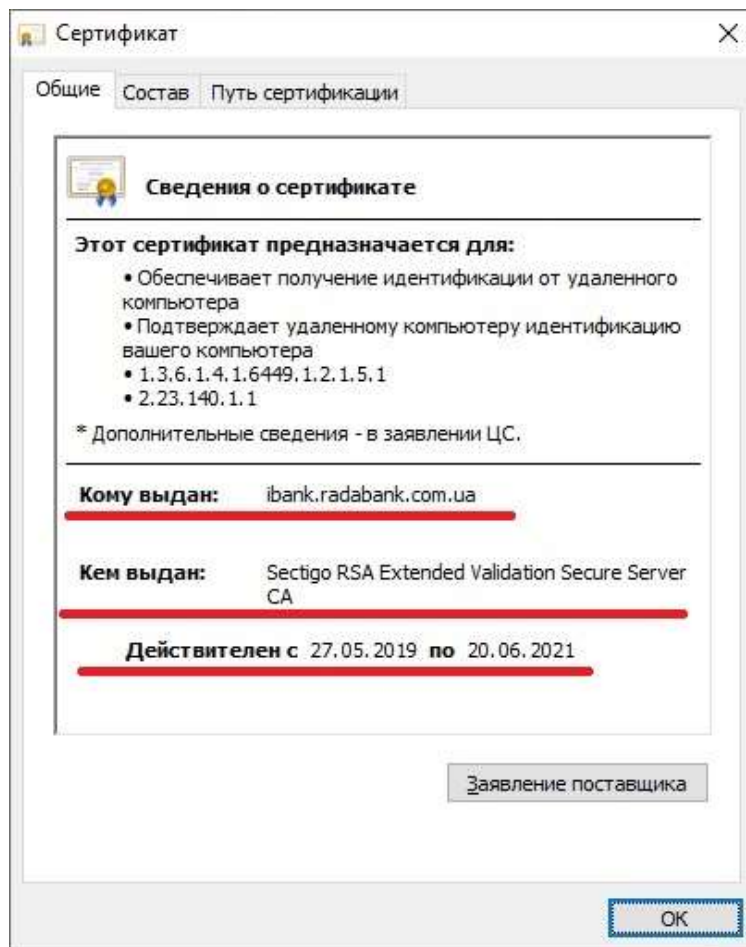 Сертификат
Общие Состав Путь сертификации
Сведения о сертификате
Этот сертификат предназначается для:
• Обеспечивает получение идентификации от удаленного
компьютера
• Подтверждает удаленному компьютеру идентификацию
вашего компьютера
• 1.3.6.1.4.1.6449.1.2.1.5.1
• 2.23.140.1.1
* Дополнительные сведения - в заявлении ЦС.
Кому выдан: ibank.radabank.com.ua
Кем выдан: Sectigo RSA Extended Validation Secure Server
CA
Действителен с 27.05.2019 по 20.06.2021
Заявление поставщика
ОК